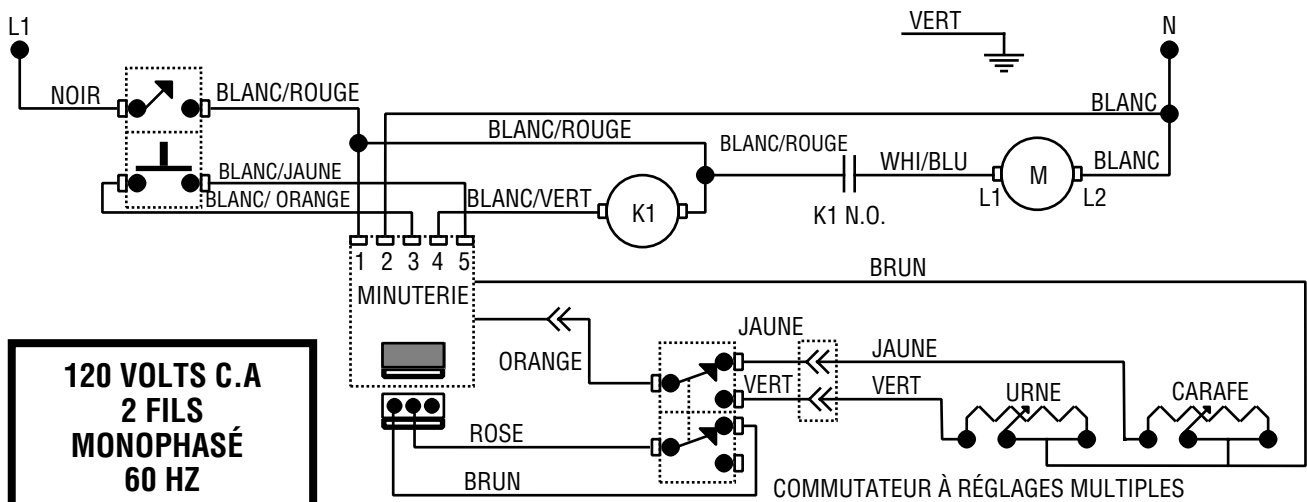 L1
VERT
N
NOIR
BLANC/ROUGE
BLANC
BLANC/ROUGE
BLANC/ROUGE
WHI/BLU
BLANC
BLANC/JAUNE
BLANC/ ORANGE
BLANC/VERT
K1
K1 N.O.
L1
M
L2
1 2 3 4 5
MINUTERIE
BRUN
ORANGE
JAUNE
JAUNE
VERT
VERT
URNE
CARAFE
ROSE
BRUN
COMMUTATEUR À RÉGLAGES MULTIPLES
120 VOLTS C.A
2 FILS
MONOPHASÉ
60 HZ